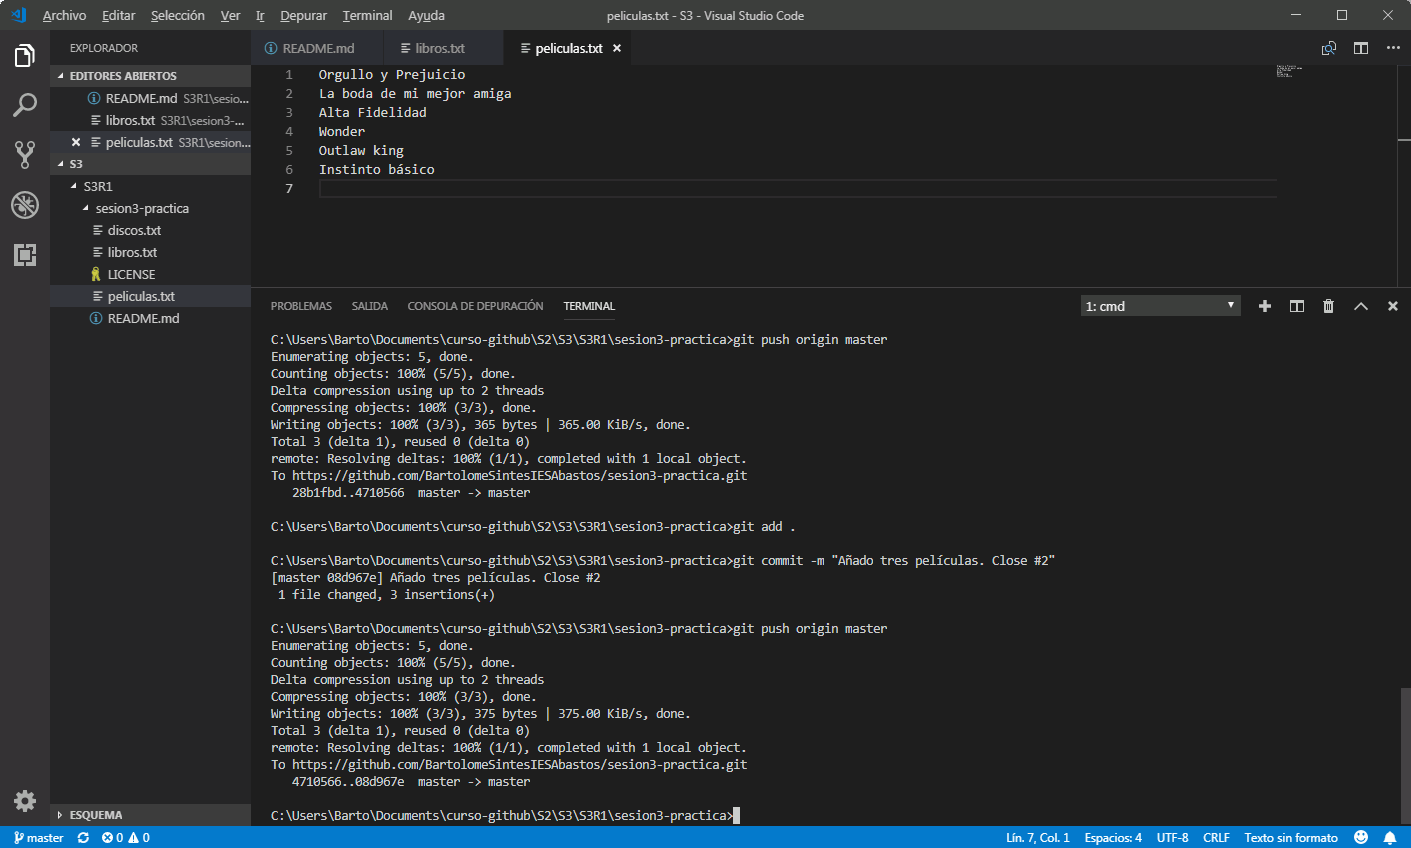 Archivo Editar Selección Ver Ir Depurar Terminal Ayuda peliculas.txt - S3 - Visual Studio Code
EXPLORADOR
EDITORES ABIERTOS
README.md S3R1\sesio...
libros.txt S3R1\sesion3-...
peliculas.txt S3R1\sesion...
S3
S3R1
sesion3-practica
discos.txt
libros.txt
LICENSE
peliculas.txt
README.md
ESQUEMA
README.md libros.txt peliculas.txt
1 Orgullo y Prejuicio
2 La boda de mi mejor amiga
3 Alta Fidelidad
4 Wonder
5 Outlaw king
6 Instinto básico
7
PROBLEMAS SALIDA CONSOLA DE DEPURACIÓN TERMINAL 1: cmd
C:\Users\Barto\Documents\curso-github\S2\S3\S3R1\sesion3-practica>git push origin master
Enumerating objects: 5, done.
Counting objects: 100% (5/5), done.
Delta compression using up to 2 threads
Compressing objects: 100% (3/3), done.
Writing objects: 100% (3/3), 365 bytes | 365.00 KiB/s, done.
Total 3 (delta 1), reused 0 (delta 0)
remote: Resolving deltas: 100% (1/1), completed with 1 local object.
To https://github.com/BartolomeSintesIESAbastos/sesion3-practica.git
28b1fbd..4710566 master -> master
C:\Users\Barto\Documents\curso-github\S2\S3\S3R1\sesion3-practica>git add .
C:\Users\Barto\Documents\curso-github\S2\S3\S3R1\sesion3-practica>git commit -m "Añado tres películas. Close #2"
[master 08d967e] Añado tres películas. Close #2
1 file changed, 3 insertions(+)
C:\Users\Barto\Documents\curso-github\S2\S3\S3R1\sesion3-practica>git push origin master
Enumerating objects: 5, done.
Counting objects: 100% (5/5), done.
Delta compression using up to 2 threads
Compressing objects: 100% (3/3), done.
Writing objects: 100% (3/3), 375 bytes | 375.00 KiB/s, done.
Total 3 (delta 1), reused 0 (delta 0)
remote: Resolving deltas: 100% (1/1), completed with 1 local object.
To https://github.com/BartolomeSintesIESAbastos/sesion3-practica.git
4710566..08d967e master -> master
C:\Users\Barto\Documents\curso-github\S2\S3\S3R1\sesion3-practica>
master 0 0 Lín. 7, Col. 1 Espacios: 4 UTF-8 CRLF Texto sin formato